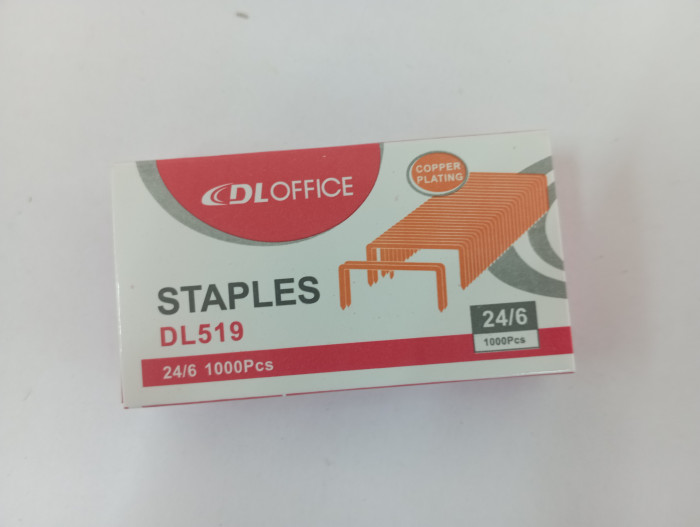 DLOFFICE
COPPER
PLATING
STAPLES
DL519
24/6 1000Pcs
24/6
1000Pcs